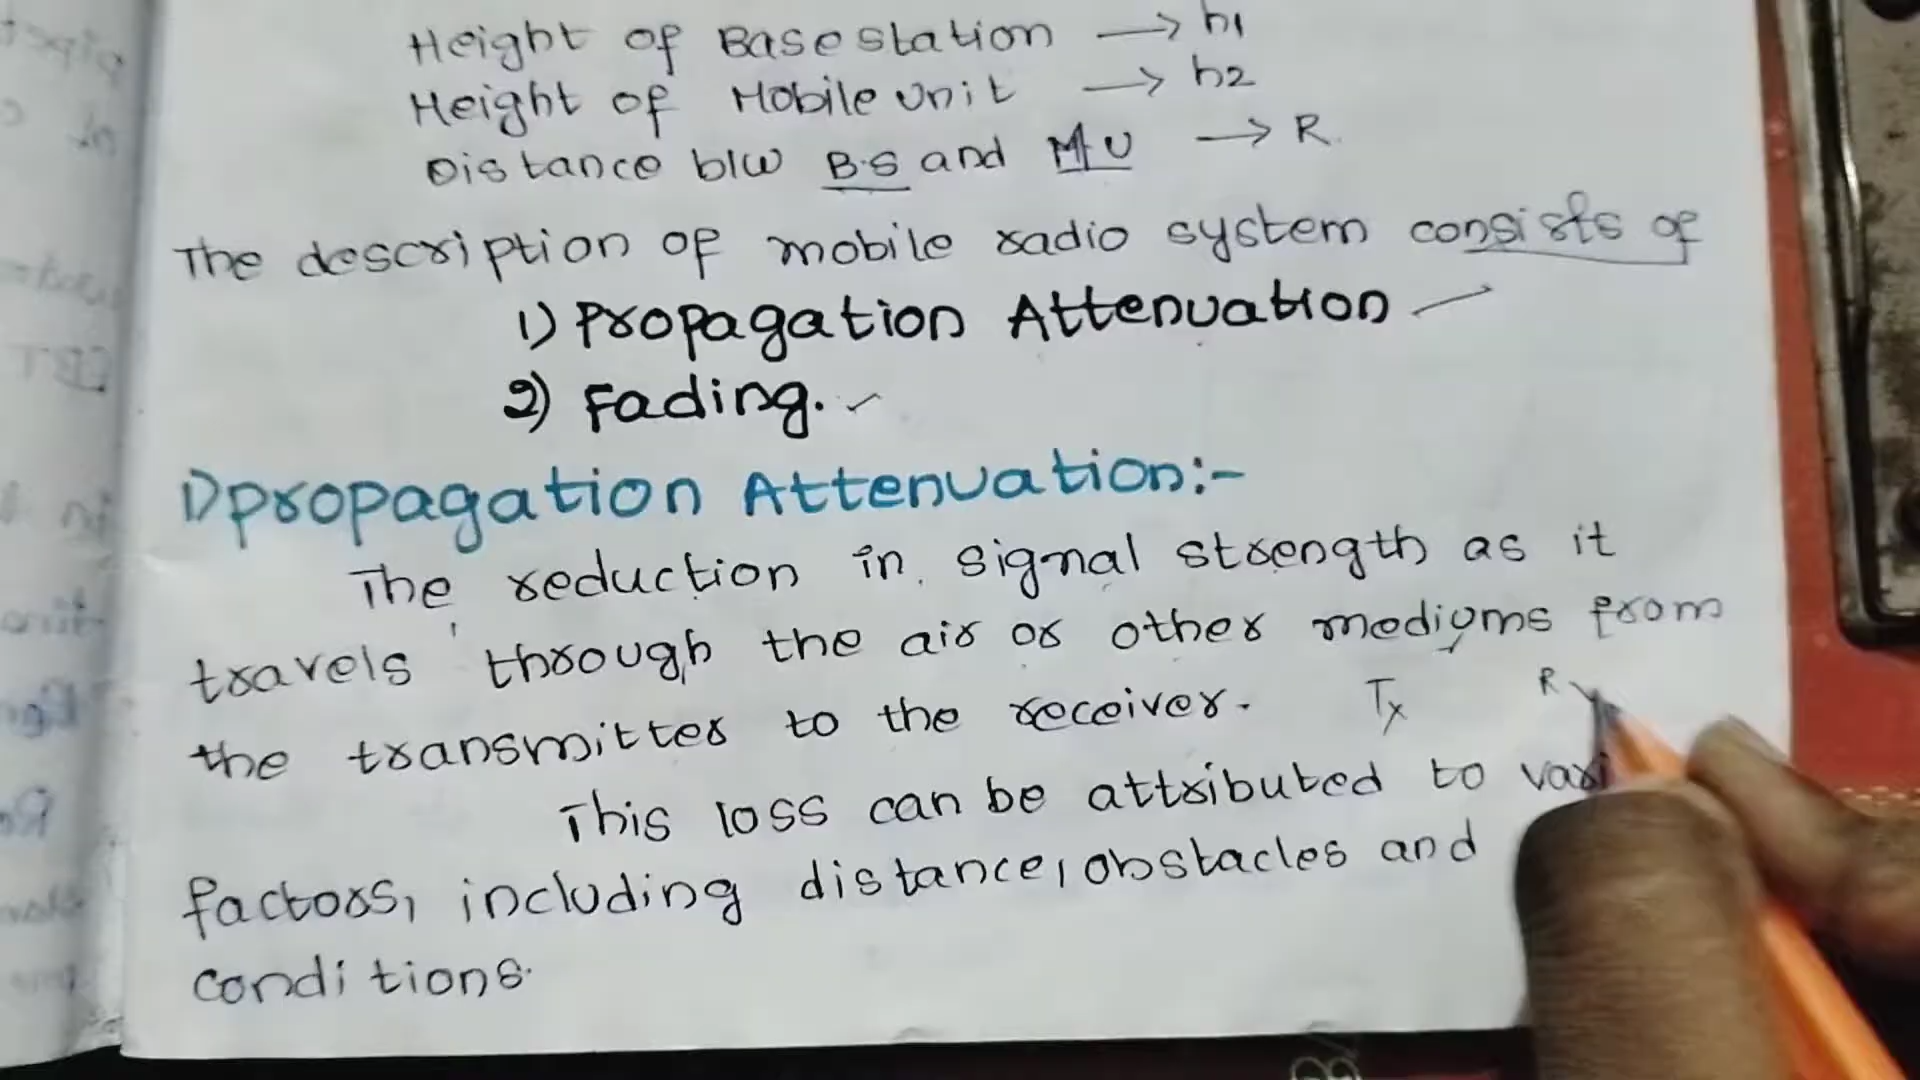 Height of Base station → h1
Height of Mobile unit → h2
Distance b/w B.S and MU → R
The description of mobile radio system consists of
1) Propagation Attenuation
2) Fading.
1) Propagation Attenuation:-
The reduction in signal strength as it
travels through the air or other mediums from
the transmitter to the receiver. Tx R
This loss can be attributed to
factors, including distance, obstacles and
conditions.